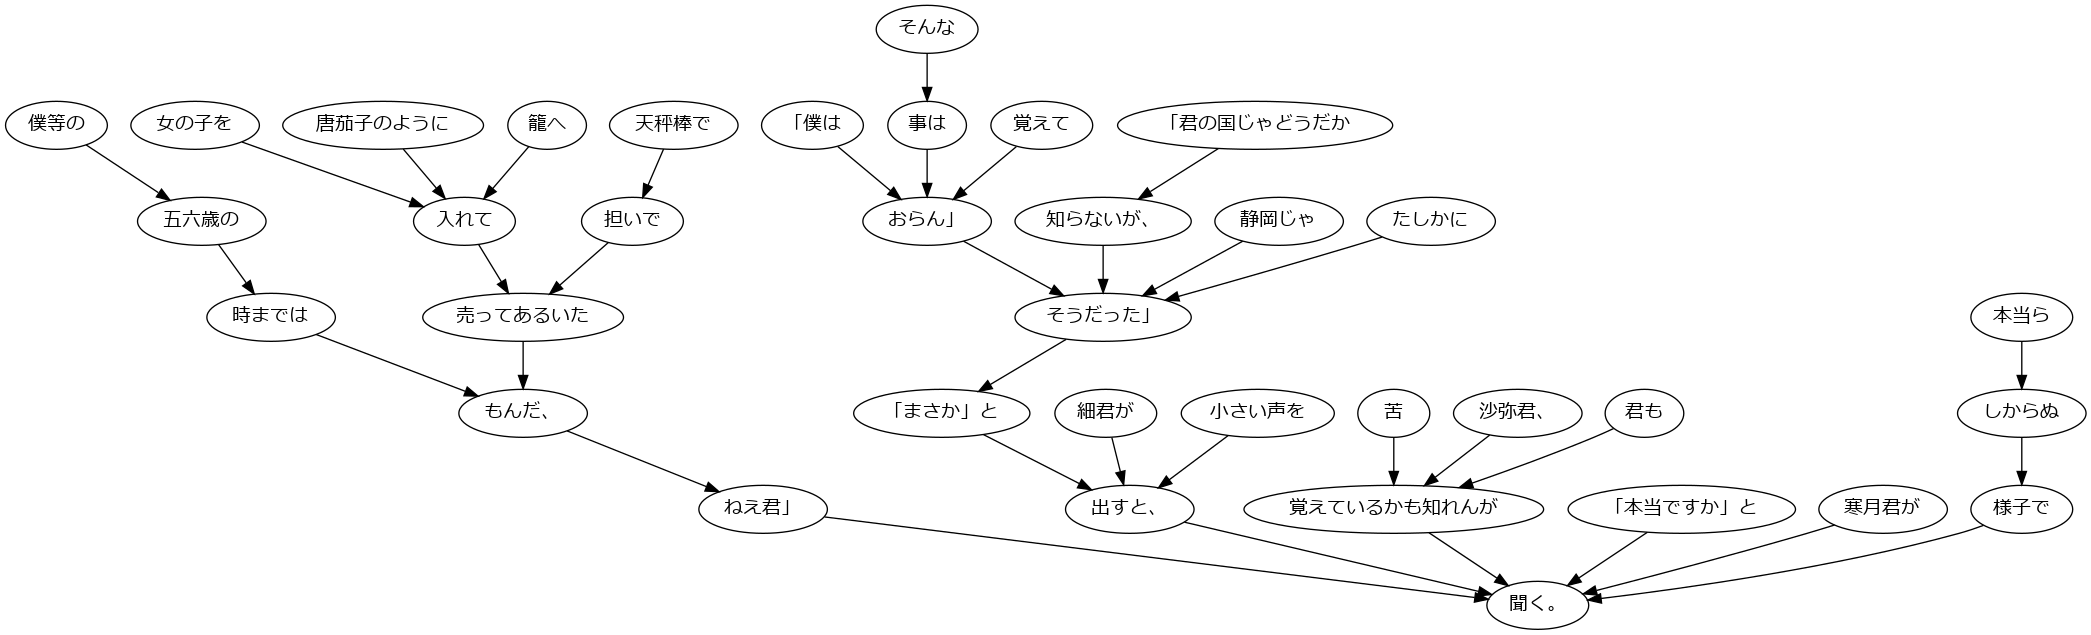 そんな
僕等の
女の子を
唐茄子のように
籠へ
天秤棒で
「僕は
事は
覚えて
「君の国じゃどうだか
五六歳の
入れて
担いで
おらん」
知らないが、
静岡じゃ
たしかに
時までは
売ってあるいた
そうだった」
本当ら
もんだ、
「まさか」と
細君が
小さい声を
苦
沙弥君、
君も
しからぬ
ねえ君」
出すと、
覚えているかも知れんが
「本当ですか」と
寒月君が
様子で
聞く。